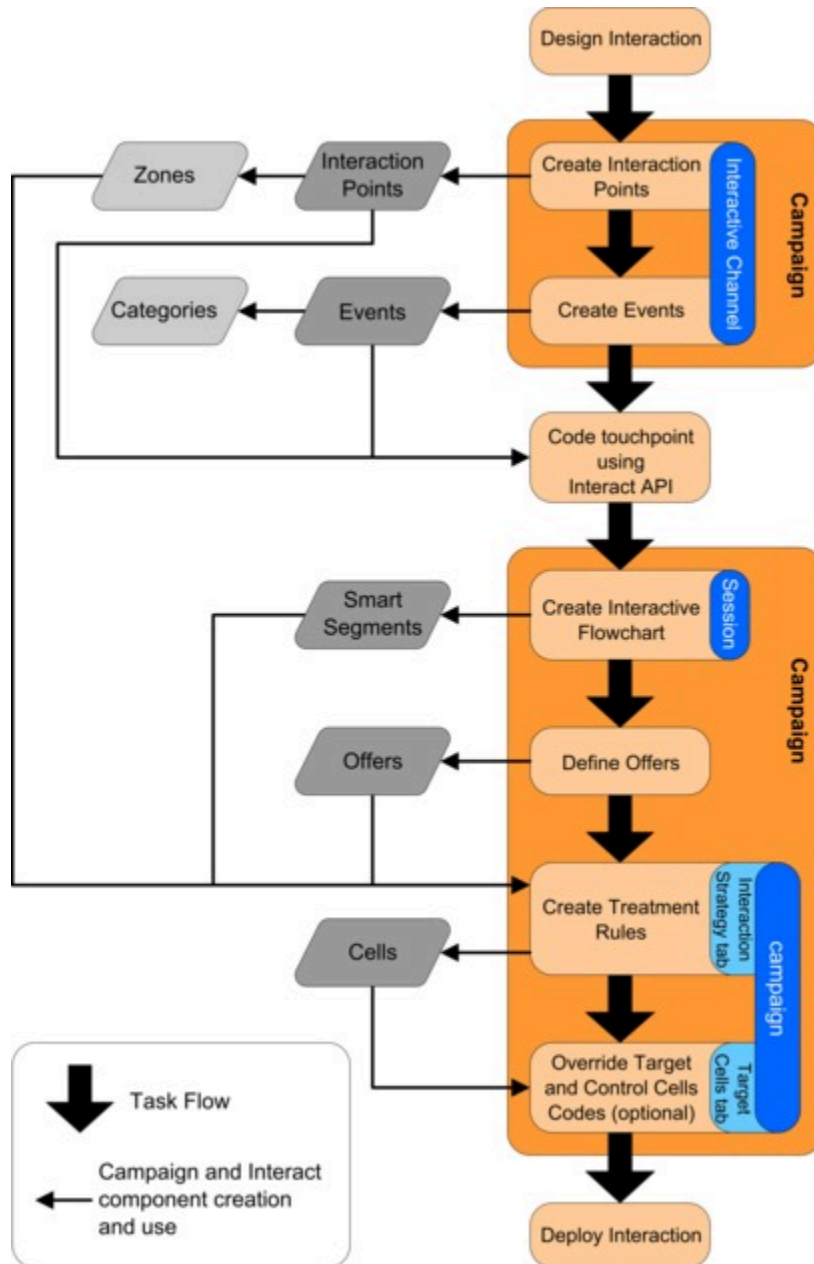 Design Interaction
Zones
Interaction
Points
Create Interaction
Points
Interactive Channel
Campaign
Categories
Events
Create Events
Code touchpoint
using
Interact API
Smart
Segments
Create Interactive
Flowchart
Session
Campaign
Offers
Define Offers
Create Treatment
Rules
Interaction
Strategy tab
campaign
Cells
Override Target
and Control Cells
Codes (optional)
Target
Cells tab
Task Flow
Campaign and Interact
component creation
and use
Deploy Interaction